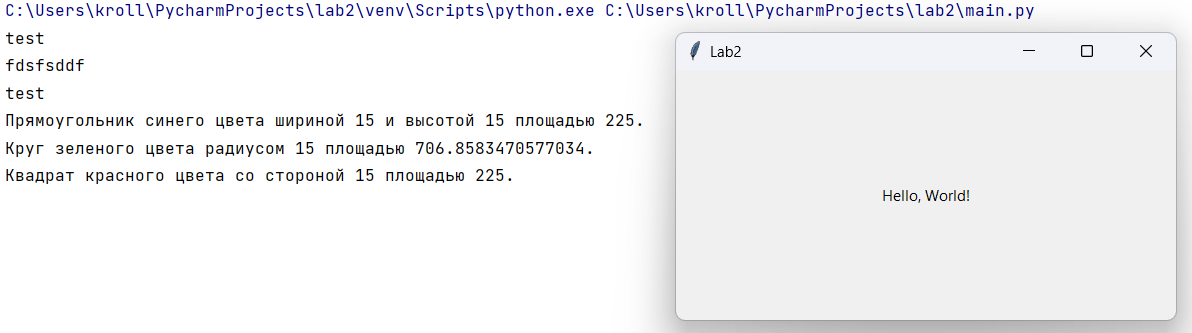 C:\Users\kroll\PycharmProjects\lab2\venv\Scripts\python.exe C:\Users\kroll\PycharmProjects\lab2\main.py
test
fdsfsddf
test
Прямоугольник синего цвета шириной 15 и высотой 15 площадью 225.
Круг зеленого цвета радиусом 15 площадью 706.8583470577034.
Квадрат красного цвета со стороной 15 площадью 225.
Lab2
Hello, World!